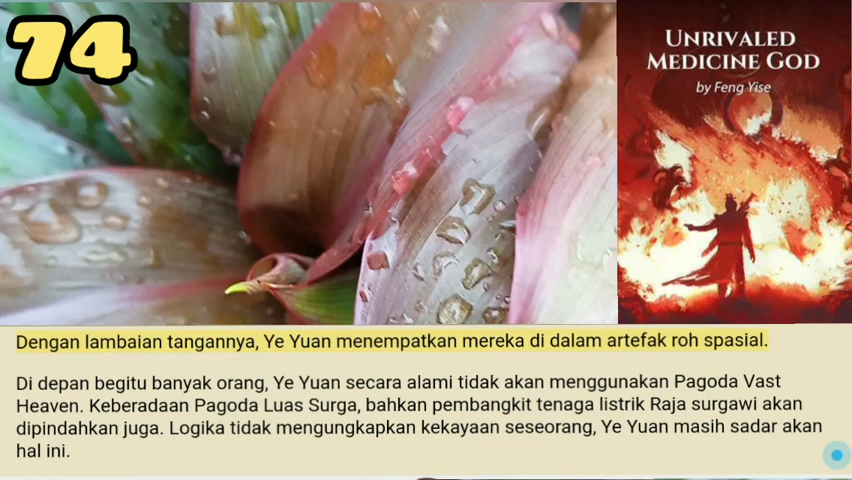 74
UNRIVALED
MEDICINE GOD
by Feng Yise
Dengan lambaian tangannya, Ye Yuan menempatkan mereka di dalam artefak roh spasial.
Di depan begitu banyak orang, Ye Yuan secara alami tidak akan menggunakan Pagoda Vast
Heaven. Keberadaan Pagoda Luas Surga, bahkan pembangkit tenaga listrik Raja surgawi akan
dipindahkan juga. Logika tidak mengungkapkan kekayaan seseorang, Ye Yuan masih sadar akan
hal ini.